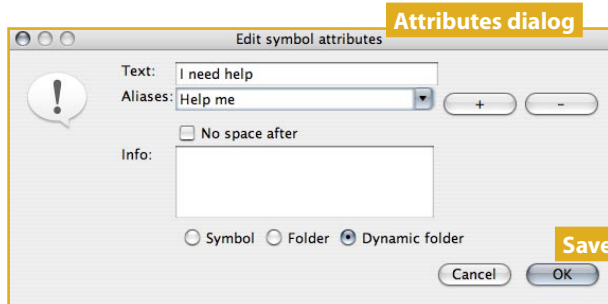 Attributes dialog
Edit symbol attributes
Text: I need help
Aliases: Help me
+ -
No space after
Info:
Symbol Folder Dynamic folder
Save
Cancel OK